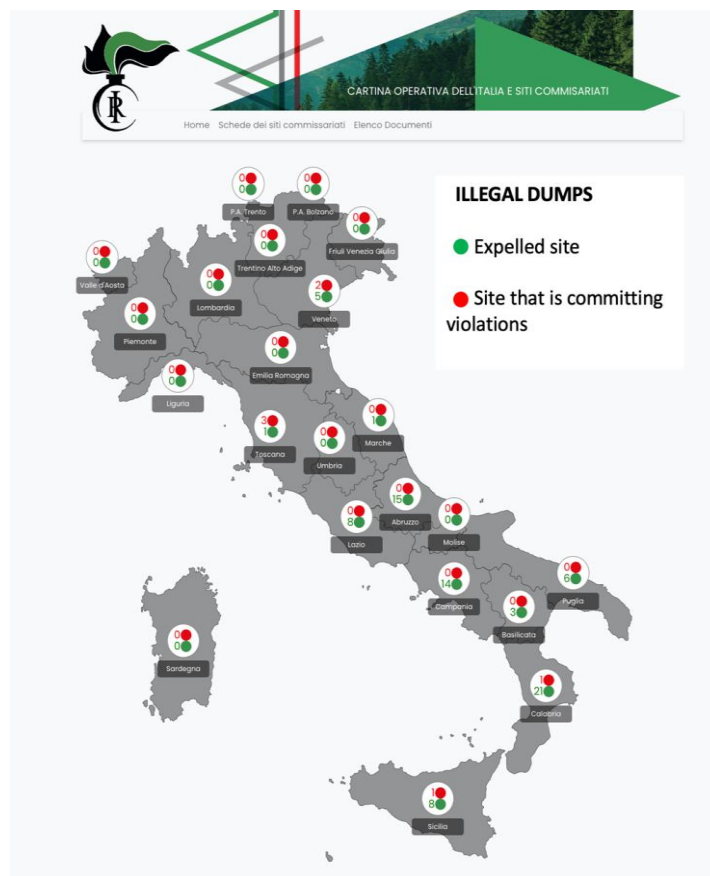 CARTINA OPERATIVA DELL'ITALIA E SITI COMMISARIATI
Home Schede dei siti commissariati Elenco Documenti
ILLEGAL DUMPS
Expelled site
Site that is committing
violations
0
0
P.A. Trento
0
0
P.A. Bolzano
0
0
Friuli Venezia Giulia
0
0
Trentino Alto Adige
0
0
Valle d'Aosta
0
0
Lombardia
2
5
Veneto
0
0
Piemonte
0
0
Emilia Romagna
0
0
Liguria
0
1
Marche
3
1
Toscana
0
0
Umbria
0
15
Abruzzo
0
8
Lazio
0
0
Molise
0
14
Campania
0
6
Puglia
0
3
Basilicata
0
0
Sardegna
1
21
Calabria
1
8
Sicilia